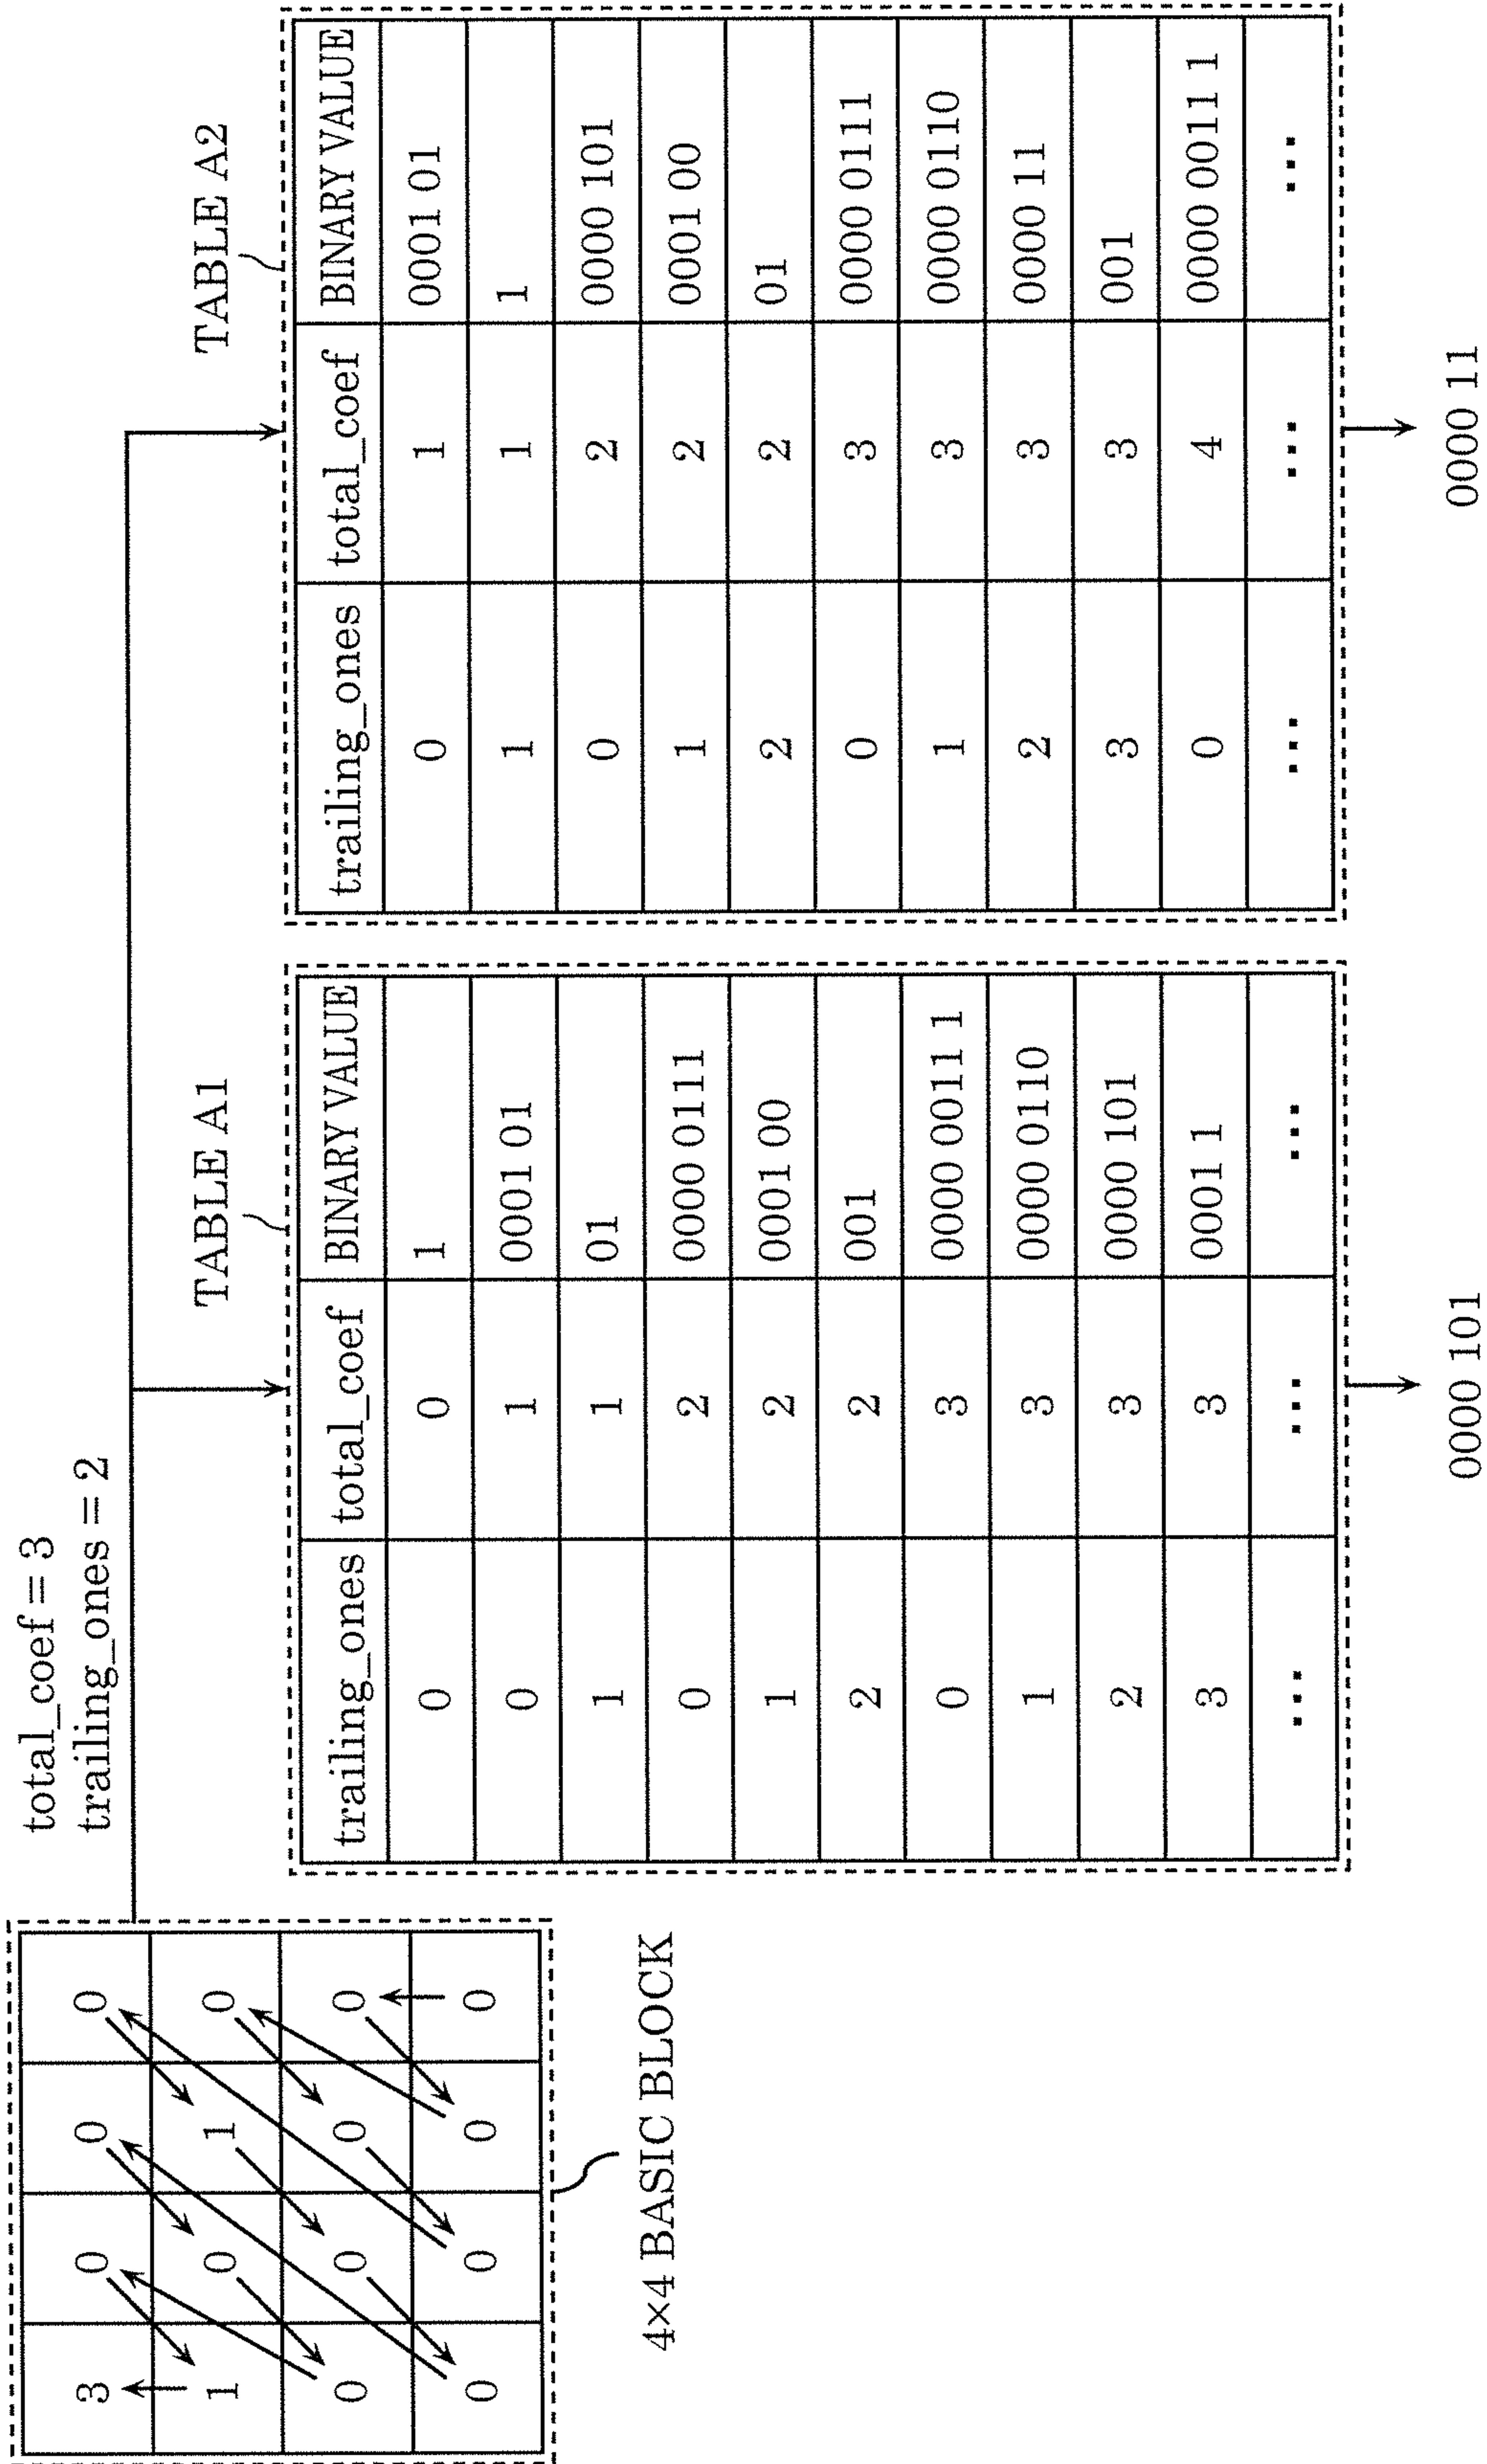 total_coef = 3
trailing_ones = 2
3 0 0 0
1 0 1 0
0 0 0 0
0 0 0 0
4×4 BASIC BLOCK
TABLE A1
trailing_ones total_coef BINARY VALUE
0 0 1
0 1 0001 01
1 1 01
0 2 0000 0111
1 2 0001 00
2 2 001
0 3 0000 0011 1
1 3 0000 0110
2 3 0000 101
3 3 0001 1
... ... ...
0000 101
TABLE A2
trailing_ones total_coef BINARY VALUE
0 1 0001 01
1 1 1
0 2 0000 101
1 2 0001 00
2 2 01
0 3 0000 0111
1 3 0000 0110
2 3 0000 11
3 3 001
0 4 0000 0011 1
... ... ...
0000 11